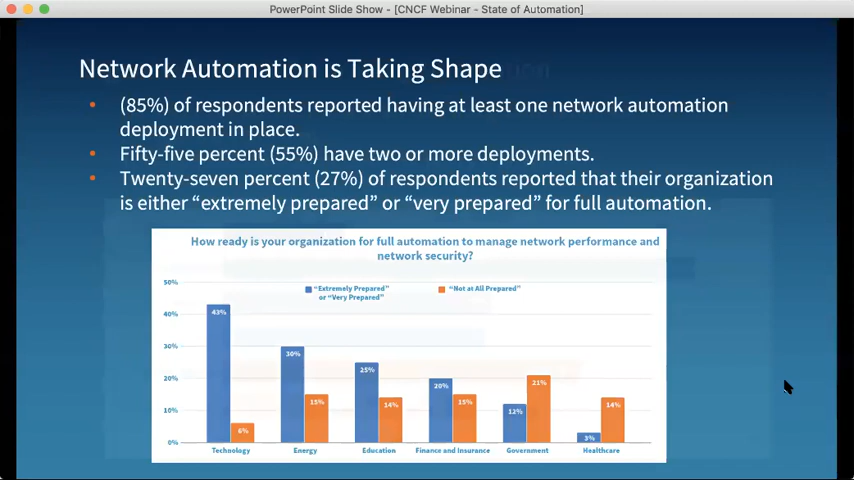 PowerPoint Slide Show - [CNCF Webinar - State of Automation]
Network Automation is Taking Shape
• (85%) of respondents reported having at least one network automation
deployment in place.
• Fifty-five percent (55%) have two or more deployments.
• Twenty-seven percent (27%) of respondents reported that their organization
is either “extremely prepared” or “very prepared” for full automation.
How ready is your organization for full automation to manage network performance and
network security?
“Extremely Prepared”
or “Very Prepared”
“Not at All Prepared”
50%
40%
30%
20%
10%
0%
43%
6%
30%
15%
25%
14%
20%
15%
12%
21%
3%
14%
Technology
Energy
Education
Finance and Insurance
Government
Healthcare